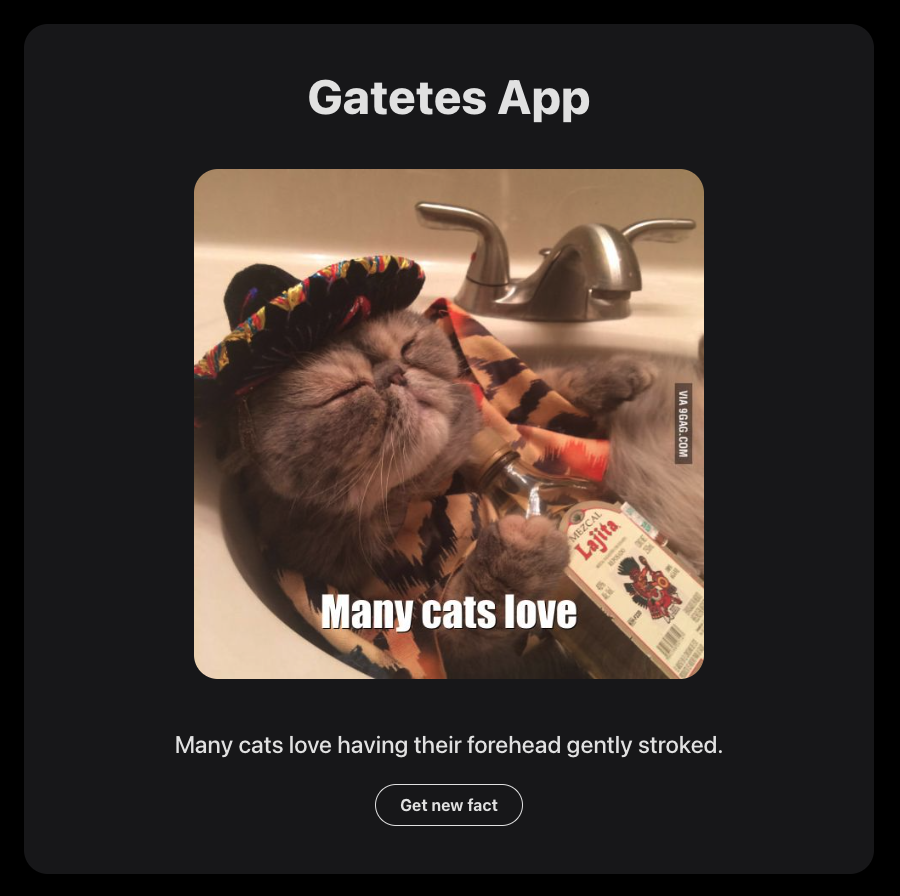 Gatetes App
VIA 9GAG.COM
MEZCAL
Lajita
Many cats love
Many cats love having their forehead gently stroked.
Get new fact